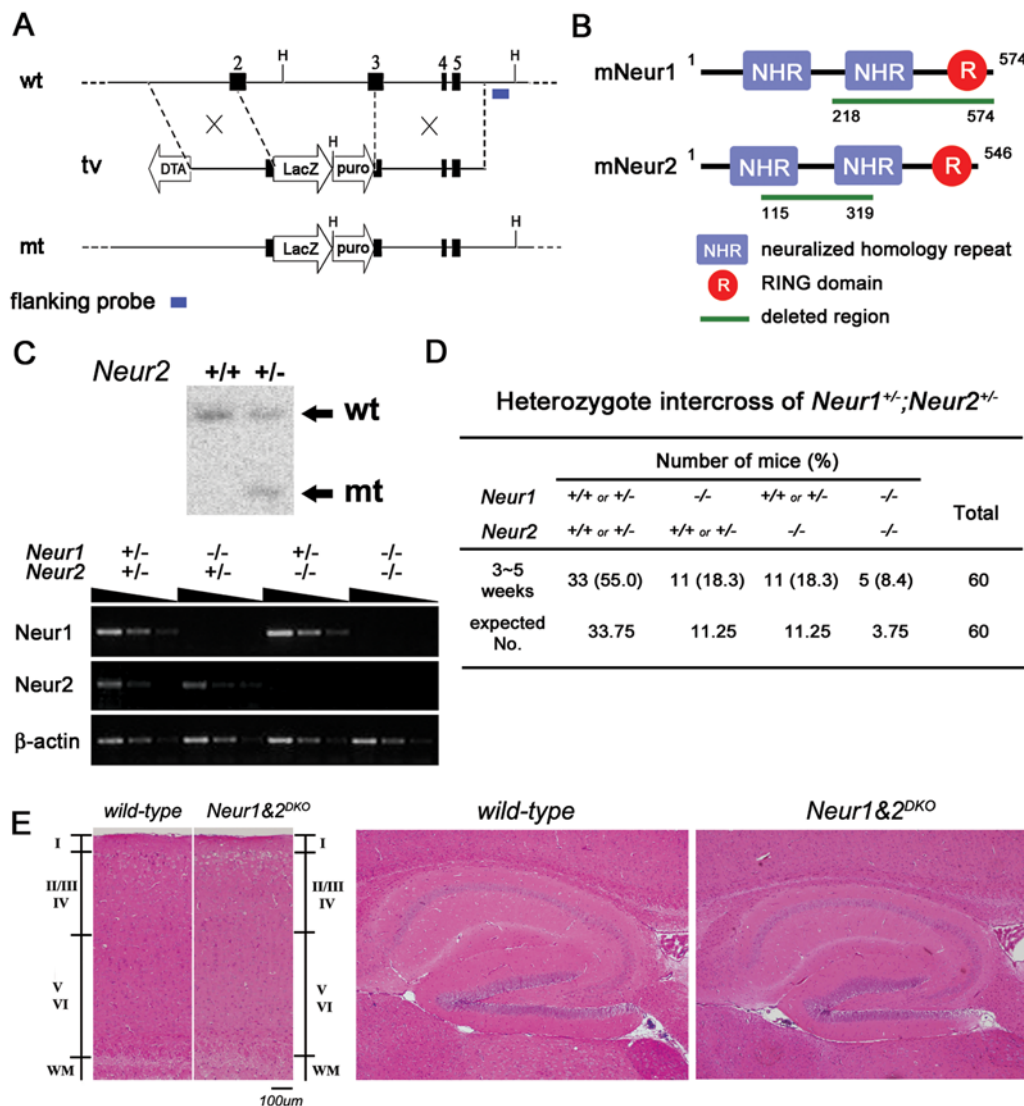 A
wt
2
H
3
4
5
H
tv
DTA
LacZ
H
puro
mt
LacZ
H
puro
H
flanking probe
B
mNeur1
1
NHR
NHR
R
574
218
574
mNeur2
1
NHR
NHR
R
546
115
319
NHR neuralized homology repeat
R RING domain
deleted region
C
Neur2 +/+ +/-
wt
mt
Neur1 +/- -/- +/- -/-
Neur2 +/- +/- -/- -/-
Neur1
Neur2
β-actin
D
Heterozygote intercross of Neur1+/-;Neur2+/-
Number of mice (%)
Neur1 +/+ or +/- -/- +/+ or +/- -/-
Total
Neur2 +/+ or +/- +/+ or +/- -/- -/-
3~5 weeks 33 (55.0) 11 (18.3) 11 (18.3) 5 (8.4) 60
expected No. 33.75 11.25 11.25 3.75 60
E
wild-type Neur1&2DKO
I
II/III
IV
V
VI
WM
I
II/III
IV
V
VI
WM
100um
wild-type
Neur1&2DKO